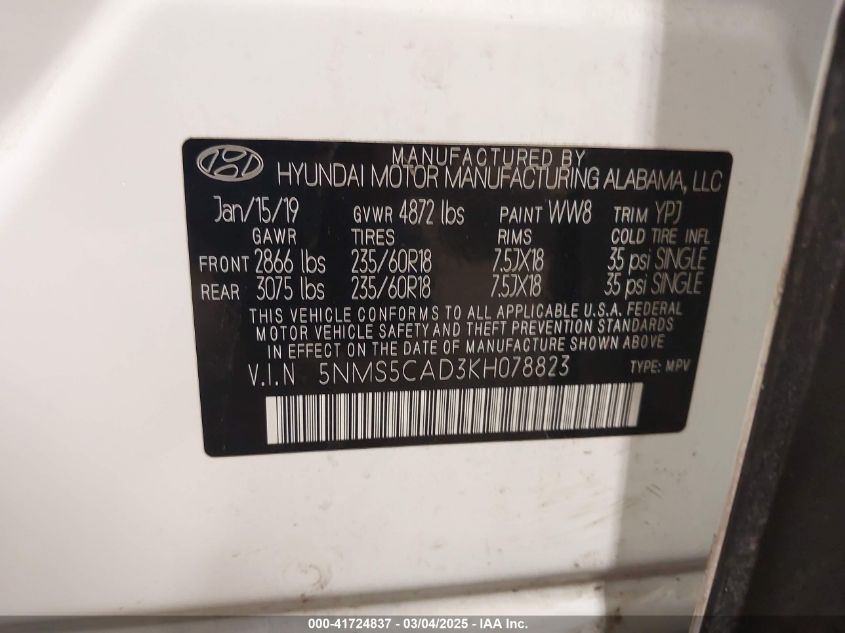 MANUFACTURED BY
HYUNDAI MOTOR MANUFACTURING ALABAMA, LLC
Jan/15/19 GVWR 4872 lbs PAINT WW8 TRIM YPJ
GAWR TIRES RIMS COLD TIRE INFL
FRONT 2866 lbs 235/60R18 7.5JX18 35 psi SINGLE
REAR 3075 lbs 235/60R18 7.5JX18 35 psi SINGLE
THIS VEHICLE CONFORMS TO ALL APPLICABLE U.S.A. FEDERAL
MOTOR VEHICLE SAFETY AND THEFT PREVENTION STANDARDS
IN EFFECT ON THE DATE OF MANUFACTURE SHOWN ABOVE
V.I.N 5NMS5CAD3KH078823 TYPE: MPV
000-41724837 - 03/04/2025 - IAA Inc.